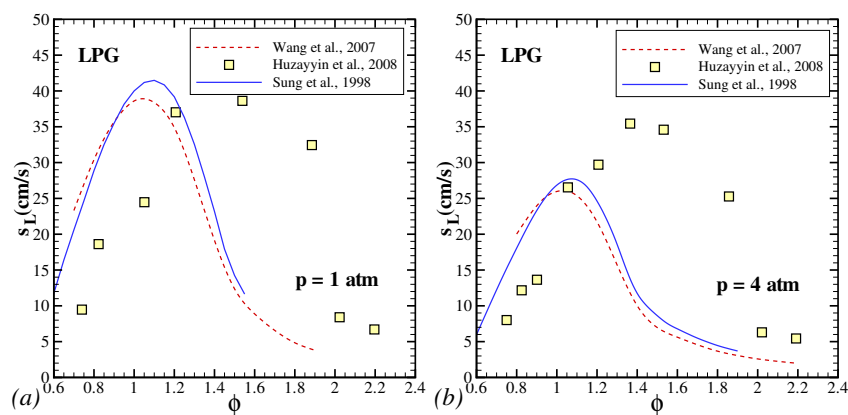 50
45
40
35
30
25
20
15
10
5
0
s_L(cm/s)
LPG
Wang et al., 2007
Huzayyin et al., 2008
Sung et al., 1998
p = 1 atm
0.6 0.8 1 1.2 1.4 1.6 1.8 2 2.2 2.4
ϕ
(a)
50
45
40
35
30
25
20
15
10
5
0
s_L(cm/s)
LPG
Wang et al., 2007
Huzayyin et al., 2008
Sung et al., 1998
p = 4 atm
0.6 0.8 1 1.2 1.4 1.6 1.8 2 2.2 2.4
ϕ
(b)